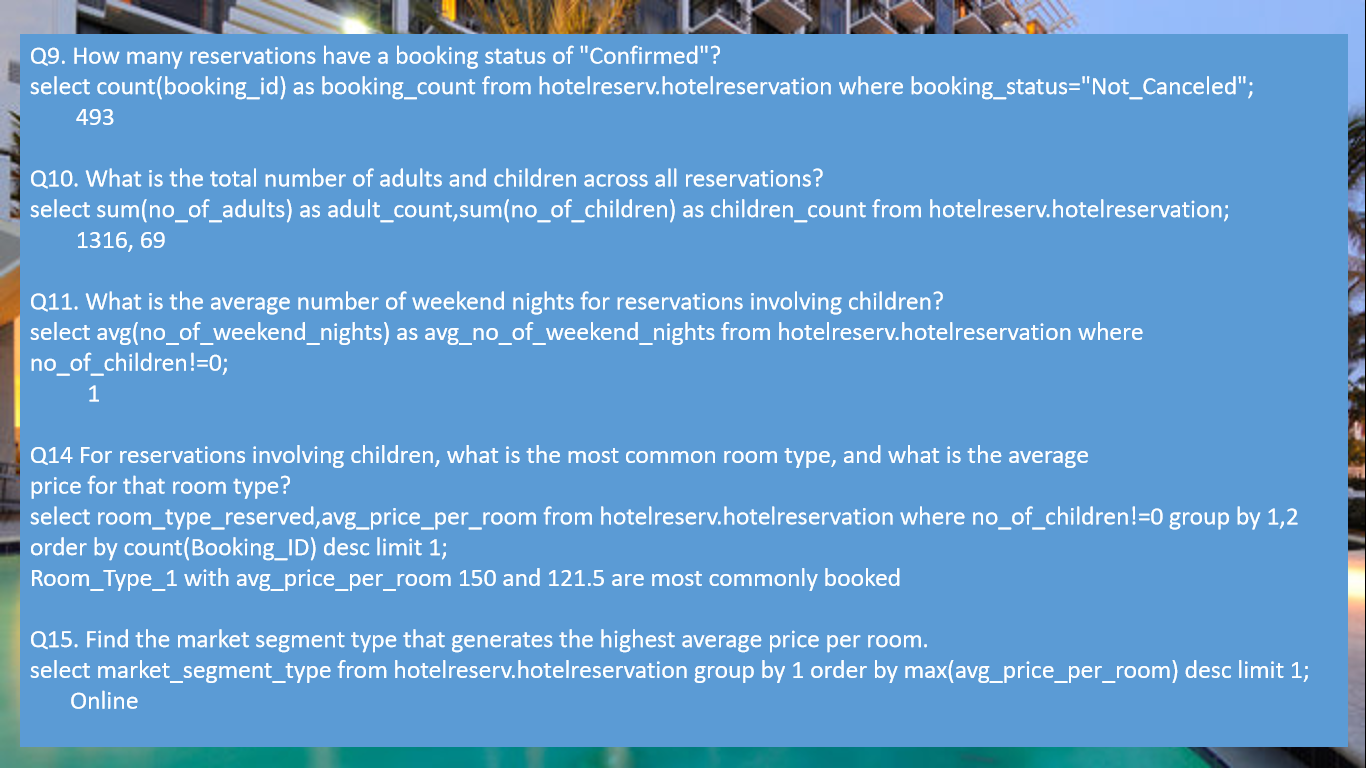 Q9. How many reservations have a booking status of "Confirmed"?
select count(booking_id) as booking_count from hotelreserv.hotelreservation where booking_status="Not_Canceled";
493
Q10. What is the total number of adults and children across all reservations?
select sum(no_of_adults) as adult_count,sum(no_of_children) as children_count from hotelreserv.hotelreservation;
1316, 69
Q11. What is the average number of weekend nights for reservations involving children?
select avg(no_of_weekend_nights) as avg_no_of_weekend_nights from hotelreserv.hotelreservation where
no_of_children!=0;
1
Q14 For reservations involving children, what is the most common room type, and what is the average
price for that room type?
select room_type_reserved,avg_price_per_room from hotelreserv.hotelreservation where no_of_children!=0 group by 1,2
order by count(Booking_ID) desc limit 1;
Room_Type_1 with avg_price_per_room 150 and 121.5 are most commonly booked
Q15. Find the market segment type that generates the highest average price per room.
select market_segment_type from hotelreserv.hotelreservation group by 1 order by max(avg_price_per_room) desc limit 1;
Online